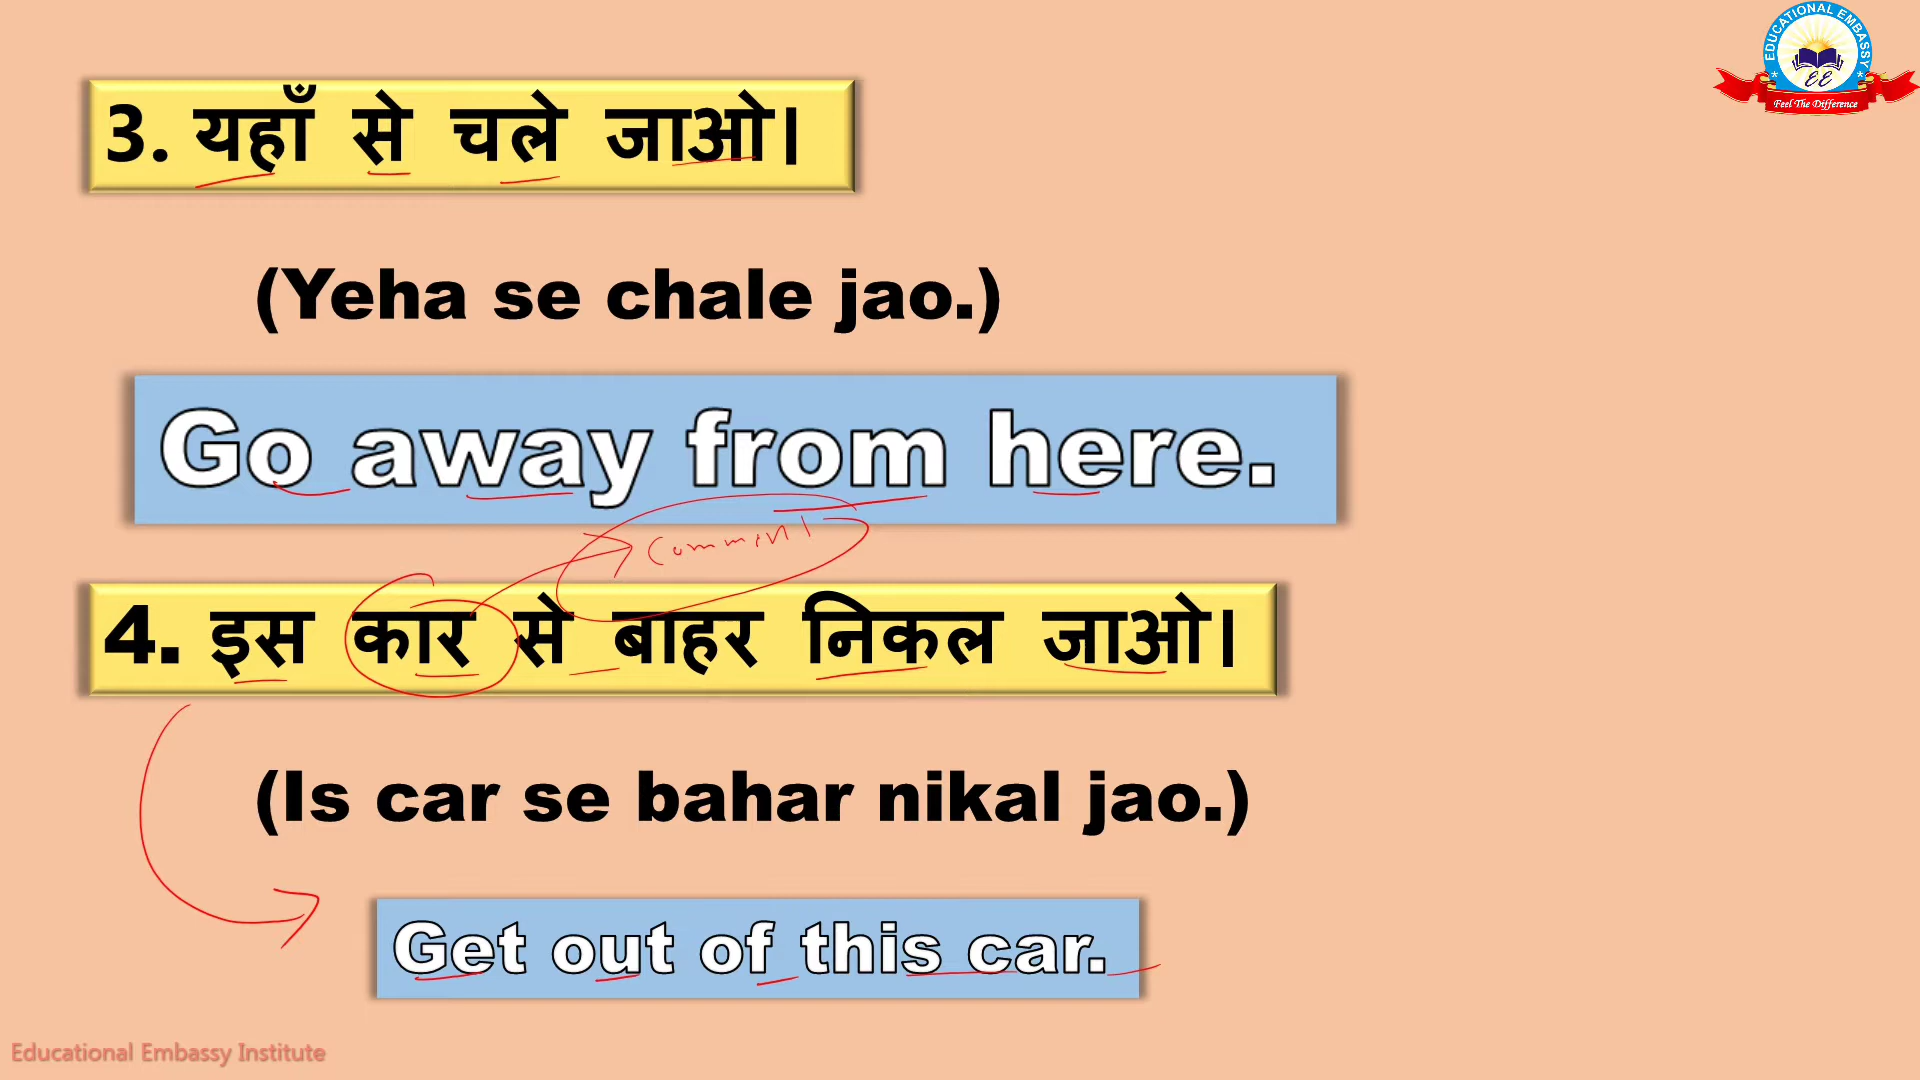 EDUCATIONAL EMBASSY
EE
Feel The Difference
3. यहाँ से चले जाओ।
(Yeha se chale jao.)
Go away from here.
Comment
4. इस कार से बाहर निकल जाओ।
(Is car se bahar nikal jao.)
Get out of this car.
Educational Embassy Institute